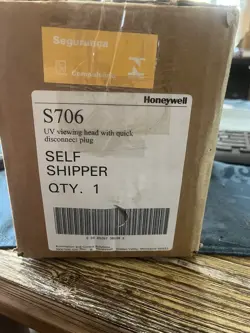 Segurança
Honeywell
S706
UV viewing head with quick
disconnect plug
SELF
SHIPPER
QTY. 1